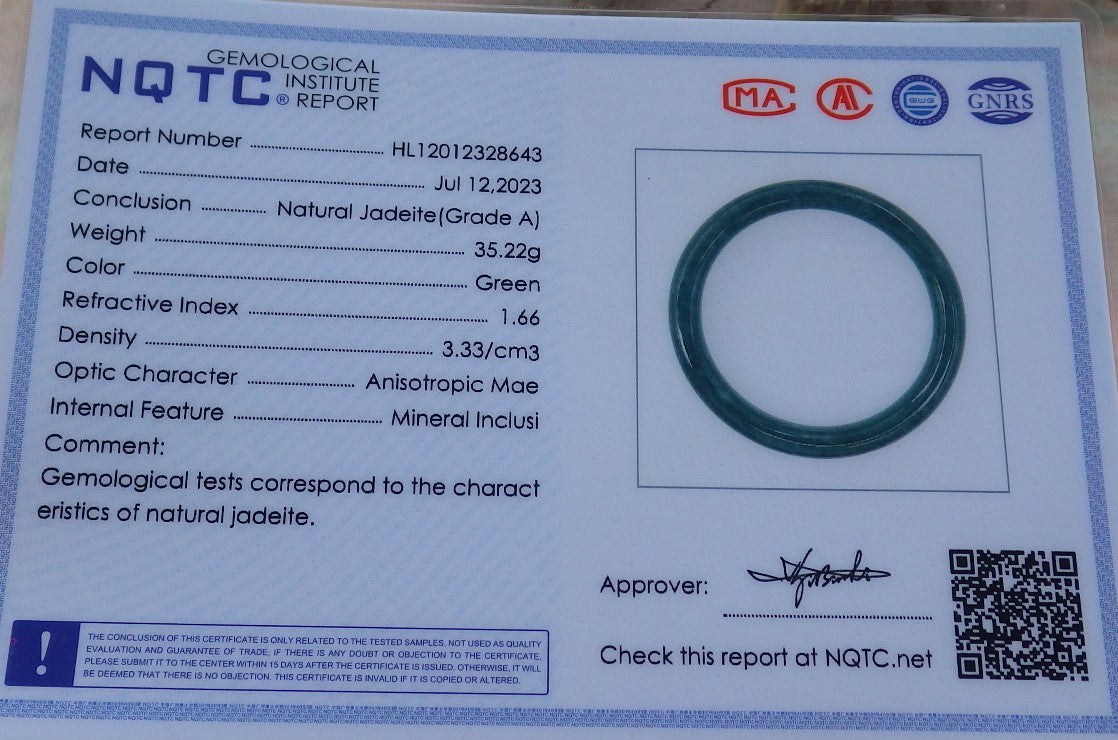 NQTC® GEMOLOGICAL INSTITUTE REPORT
MA
AL
GNRS
Report Number HL12012328643
Date Jul 12,2023
Conclusion Natural Jadeite(Grade A)
Weight 35.22g
Color Green
Refractive Index 1.66
Density 3.33/cm3
Optic Character Anisotropic Mae
Internal Feature Mineral Inclusi
Comment:
Gemological tests correspond to the charact
eristics of natural jadeite.
! THE CONCLUSION OF THIS CERTIFICATE IS ONLY RELATED TO THE TESTED SAMPLES, NOT USED AS QUALITY
EVALUATION AND GUARANTEE OF TRADE; IF THERE IS ANY DOUBT OR OBJECTION TO THE CERTIFICATE,
PLEASE SUBMIT IT TO THE CENTER WITHIN 15 DAYS AFTER THE CERTIFICATE IS ISSUED. OTHERWISE, IT WILL
BE DEEMED THAT THERE IS NO OBJECTION. THIS CERTIFICATE IS INVALID IF IT IS COPIED OR ALTERED.
Approver:
Check this report at NQTC.net